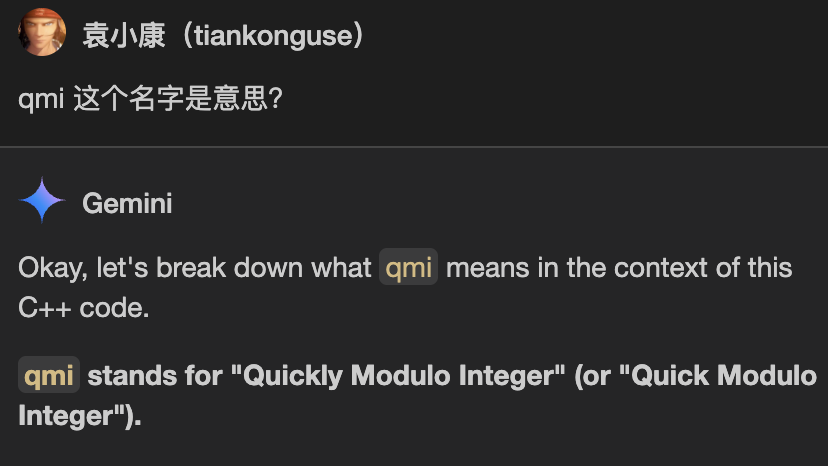 袁小康（tiankonguse）
qmi 这个名字是意思?
Gemini
Okay, let's break down what qmi means in the context of this
C++ code.
qmi stands for "Quickly Modulo Integer" (or "Quick Modulo
Integer").